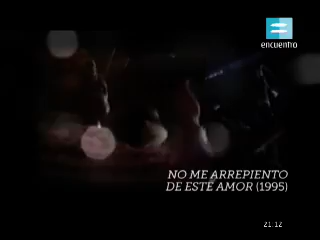 encuentro
NO ME ARREPIENTO
DE ESTE AMOR (1995)
21:12